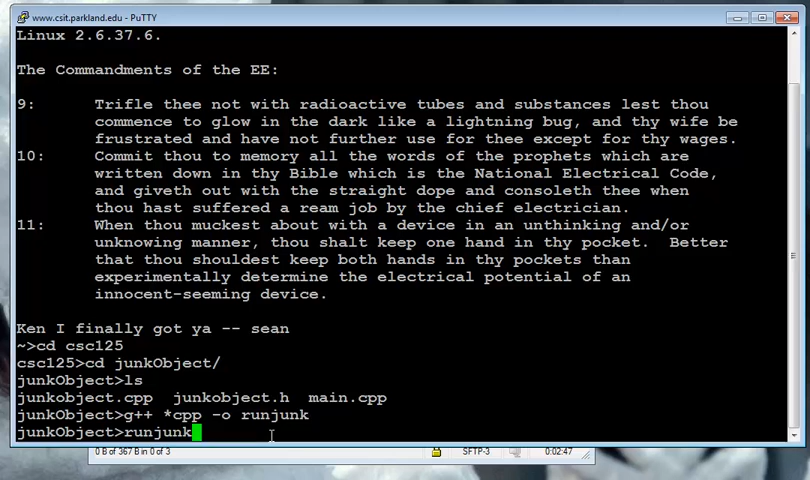 www.csit.parkland.edu - PuTTY
Linux 2.6.37.6.
The Commandments of the EE:
9: Trifle thee not with radioactive tubes and substances lest thou
commence to glow in the dark like a lightning bug, and thy wife be
frustrated and have not further use for thee except for thy wages.
10: Commit thou to memory all the words of the prophets which are
written down in thy Bible which is the National Electrical Code,
and giveth out with the straight dope and consoleth thee when
thou hast suffered a ream job by the chief electrician.
11: When thou muckest about with a device in an unthinking and/or
unknowing manner, thou shalt keep one hand in thy pocket.  Better
that thou shouldest keep both hands in thy pockets than
experimentally determine the electrical potential of an
innocent-seeming device.
Ken I finally got ya -- sean
~>cd csc125
csc125>cd junkObject/
junkObject>ls
junkobject.cpp  junkobject.h  main.cpp
junkObject>g++ *cpp -o runjunk
junkObject>runjunk
0 B of 367 B in 0 of 3 SFTP-3 0:02:47